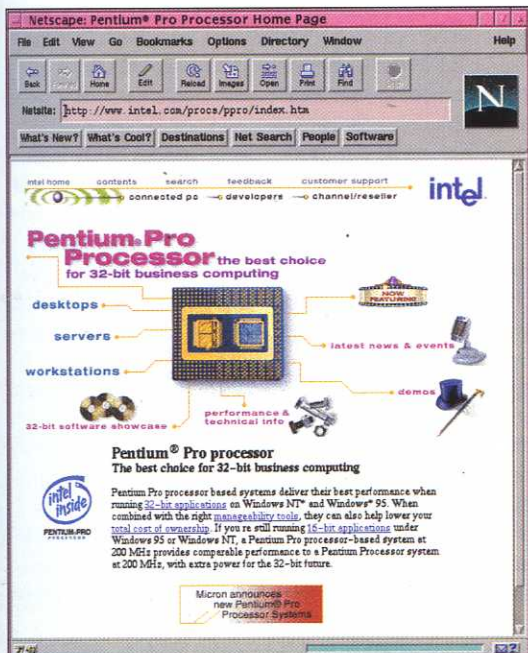 Netscape: Pentium® Pro Processor Home Page
File Edit View Go Bookmarks Options Directory Window Help
Back Home Edit Reload Images Open Print Find
N
Netsite: http://www.intel.com/procs/ppro/index.htm
What's New? What's Cool? Destinations Net Search People Software
intel home contents search feedback customer support
connected pc developers channel/reseller
intel.
Pentium® Pro
Processor the best choice
for 32-bit business computing
desktops
NOW
FEATURING
servers
latest news & events
workstations
demos
32-bit software showcase
performance &
technical info
Pentium® Pro processor
The best choice for 32-bit business computing
intel
inside
PENTIUM®PRO
PROCESSOR
Pentium Pro processor based systems deliver their best performance when
running 32-bit applications on Windows NT* and Windows* 95. When
combined with the right manageability tools, they can also help lower your
total cost of ownership. If you re still running 16-bit applications under
Windows 95 or Windows NT, a Pentium Pro processor-based system at
200 MHz provides comparable performance to a Pentium Processor system
at 200 MHz, with extra power for the 32-bit future.
Micron announces
new Pentium® Pro
Processor Systems